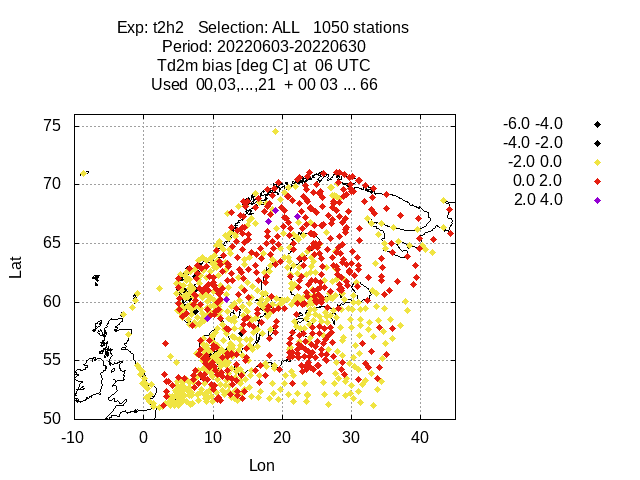 Exp: t2h2 Selection: ALL 1050 stations
Period: 20220603-20220630
Td2m bias [deg C] at 06 UTC
Used 00,03,...,21 + 00 03 ... 66
-6.0 -4.0
-4.0 -2.0
-2.0 0.0
0.0 2.0
2.0 4.0
75
70
65
60
55
50
Lat
-10 0 10 20 30 40
Lon